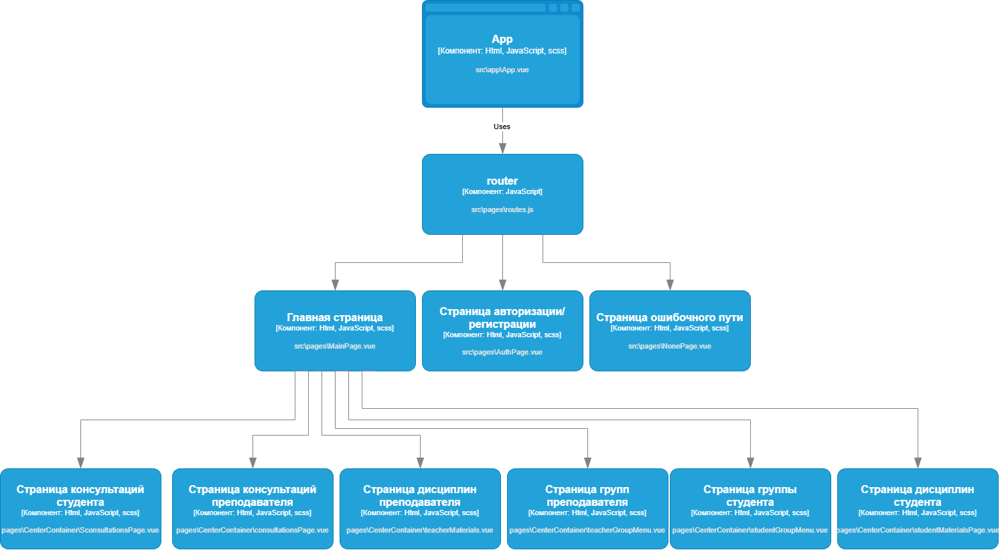 App
[Компонент: Html, JavaScript, scss]
src\app\App.vue
Uses
router
[Компонент: JavaScript]
src\pages\routes.js
Главная страница
[Компонент: Html, JavaScript, scss]
src\pages\MainPage.vue
Страница авторизации/
регистрации
[Компонент: Html, JavaScript, scss]
src\pages\AuthPage.vue
Страница ошибочного пути
[Компонент: Html, JavaScript, scss]
src\pages\NonePage.vue
Страница консультаций
студента
[Компонент: Html, JavaScript, scss]
pages\CenterContainer\SconsultationsPage.vue
Страница консультаций
преподавателя
[Компонент: Html, JavaScript, scss]
pages\CenterContainer\consultationsPage.vue
Страница дисциплин
преподавателя
[Компонент: Html, JavaScript, scss]
pages\CenterContainer\teacherMaterials.vue
Страница групп
преподавателя
[Компонент: Html, JavaScript, scss]
pages\CenterContainer\teacherGroupMenu.vue
Страница группы
студента
[Компонент: Html, JavaScript, scss]
pages\CenterContainer\studentGroupMenu.vue
Страница дисциплин
студента
[Компонент: Html, JavaScript, scss]
pages\CenterContainer\studentMaterialsPage.vue